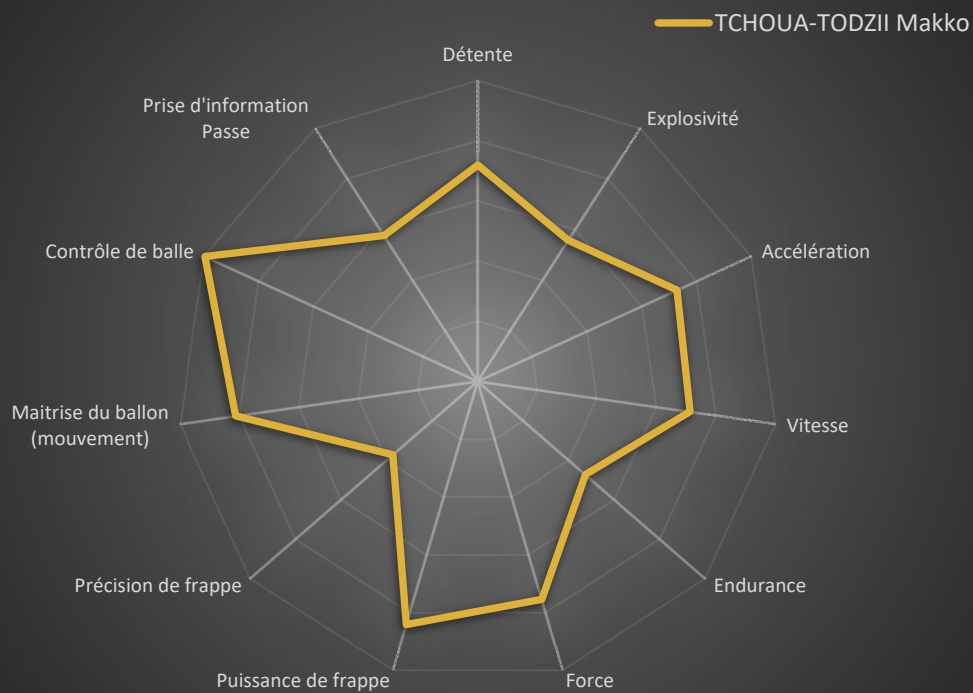 TCHOUA-TODZII Makko
Détente
Explosivité
Accélération
Vitesse
Endurance
Force
Puissance de frappe
Précision de frappe
Maitrise du ballon
(mouvement)
Contrôle de balle
Prise d'information
Passe